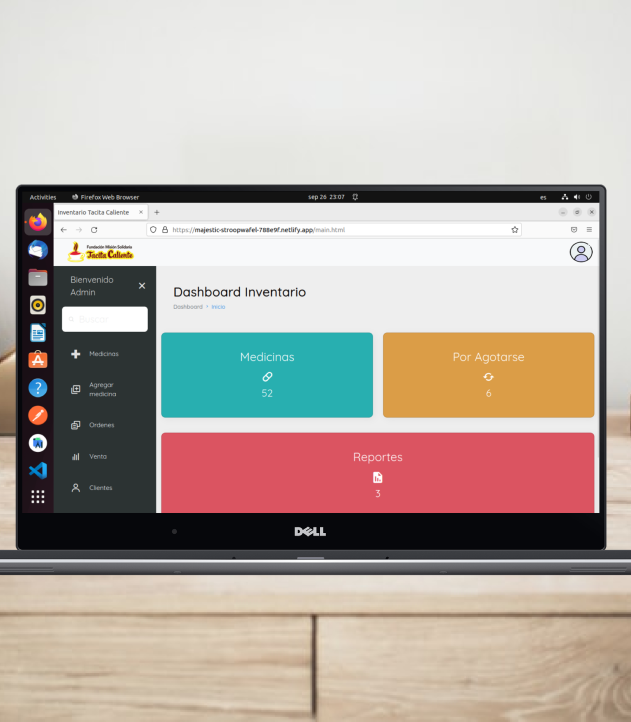 Activities
Firefox Web Browser
sep 26 23:07
es
Inventario Tacita Caliente
https://majestic-stroopwafel-788e9f.netlify.app/main.html
Fundación Misión Solidaria
Tacita Caliente
Bienvenido
Admin
Dashboard Inventario
Dashboard
Inicio
Medicinas
52
Por Agotarse
6
Medicinas
Agregar
medicina
Ordenes
Venta
Clientes
Reportes
3
DELL